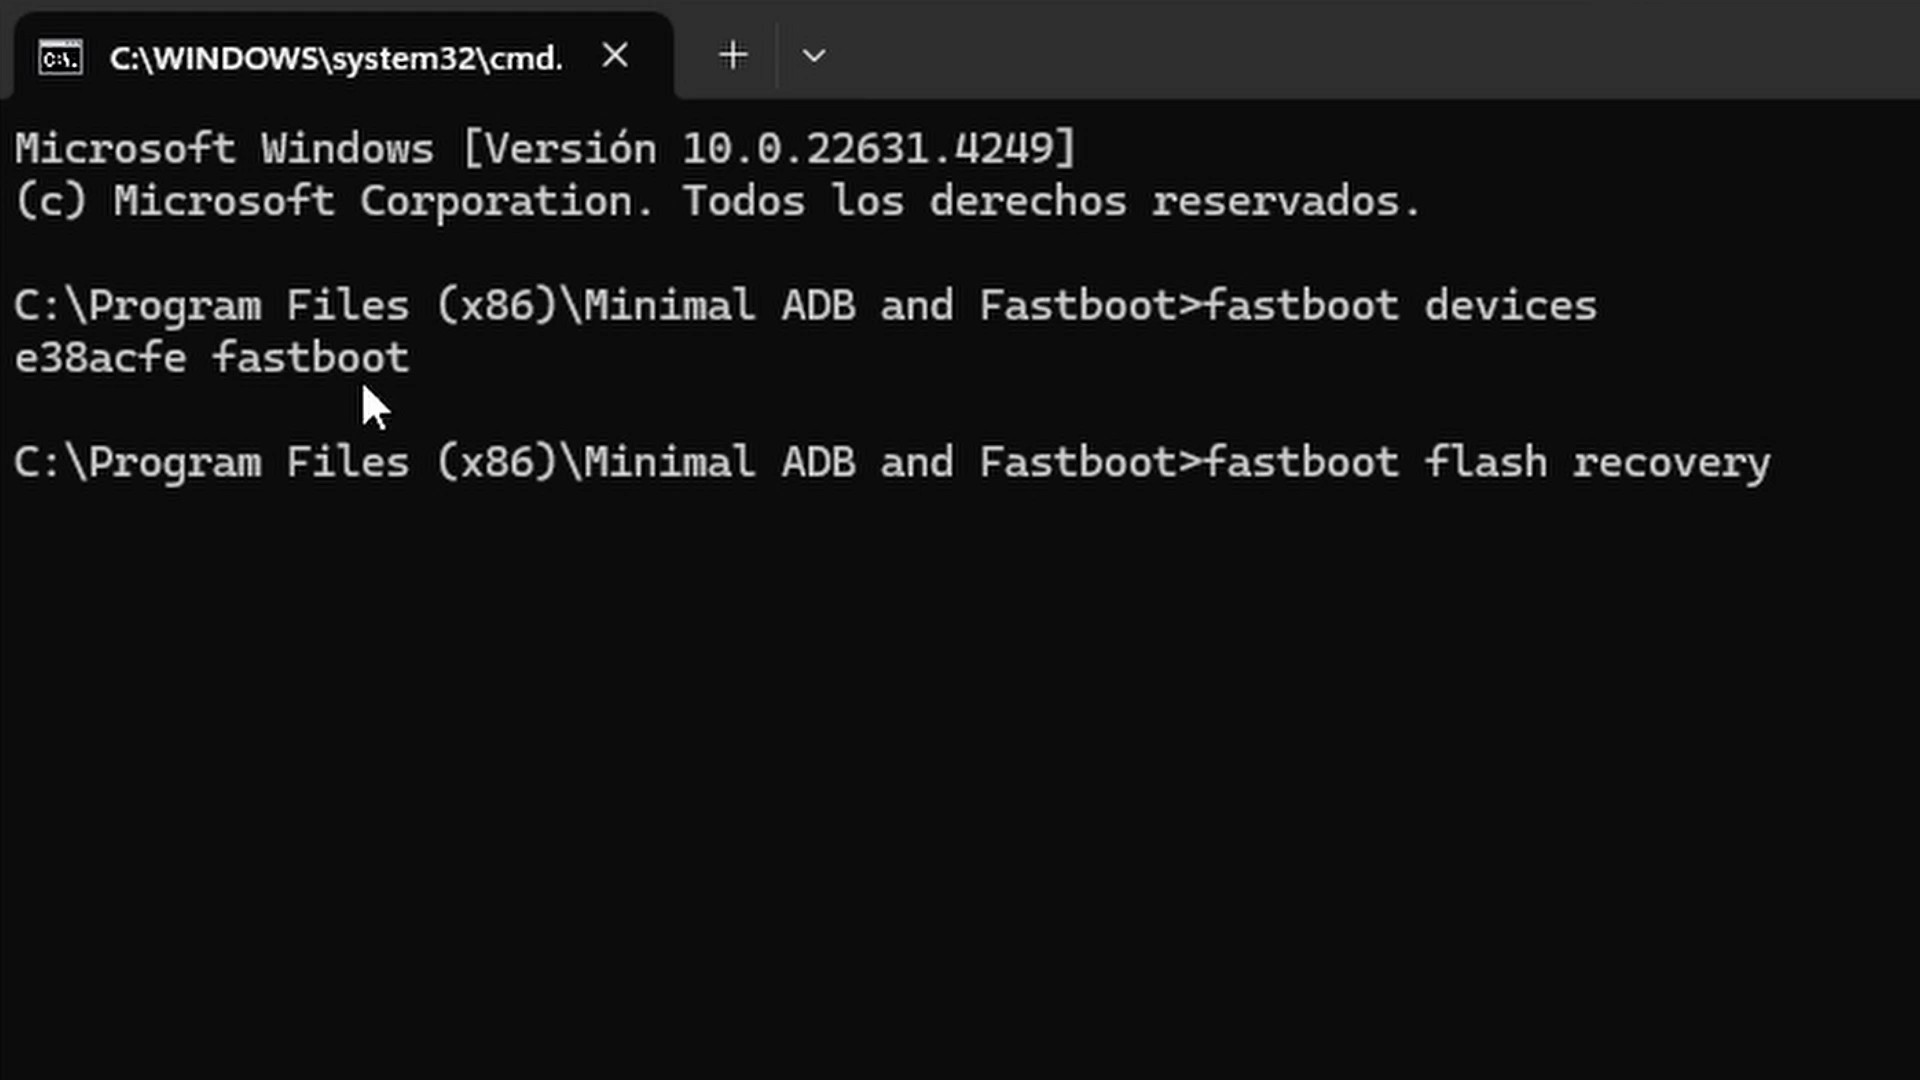 C:\WINDOWS\system32\cmd.
Microsoft Windows [Versión 10.0.22631.4249]
(c) Microsoft Corporation. Todos los derechos reservados.
C:\Program Files (x86)\Minimal ADB and Fastboot>fastboot devices
e38acfe fastboot
C:\Program Files (x86)\Minimal ADB and Fastboot>fastboot flash recovery